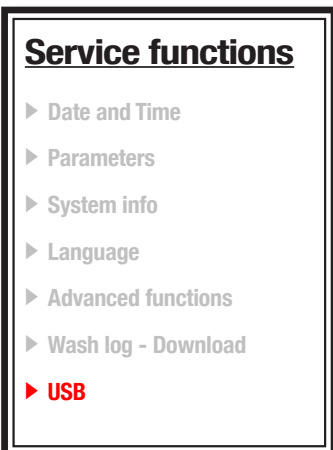 Service functions
Date and Time
Parameters
System info
Language
Advanced functions
Wash log - Download
USB